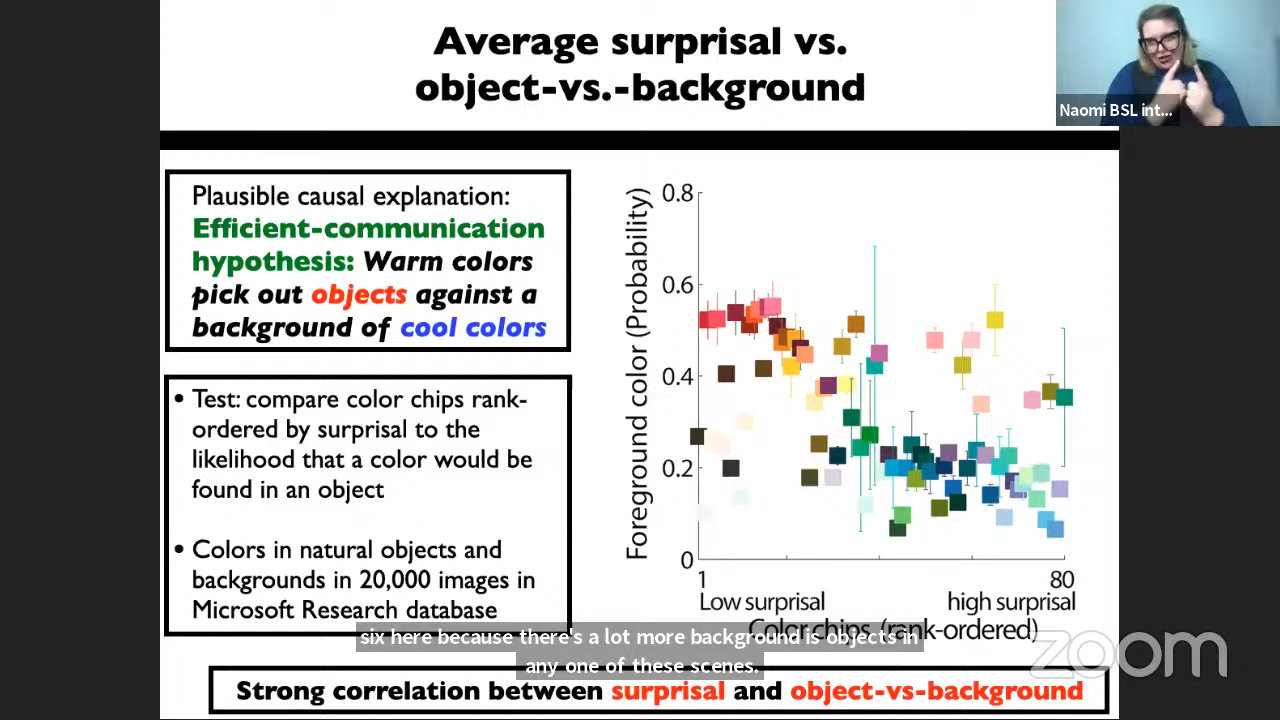 Average surprisal vs.
object-vs.-background
Naomi BSL int...
Plausible causal explanation:
Efficient-communication
hypothesis: Warm colors
pick out objects against a
background of cool colors
• Test: compare color chips rank-
ordered by surprisal to the
likelihood that a color would be
found in an object
• Colors in natural objects and
backgrounds in 20,000 images in
Microsoft Research database
Foreground color (Probability)
0.8
0.6
0.4
0.2
0
1
80
Low surprisal
high surprisal
Color chips (rank-ordered)
six here because there's a lot more background is objects in
any one of these scenes.
zoom
Strong correlation between surprisal and object-vs-background